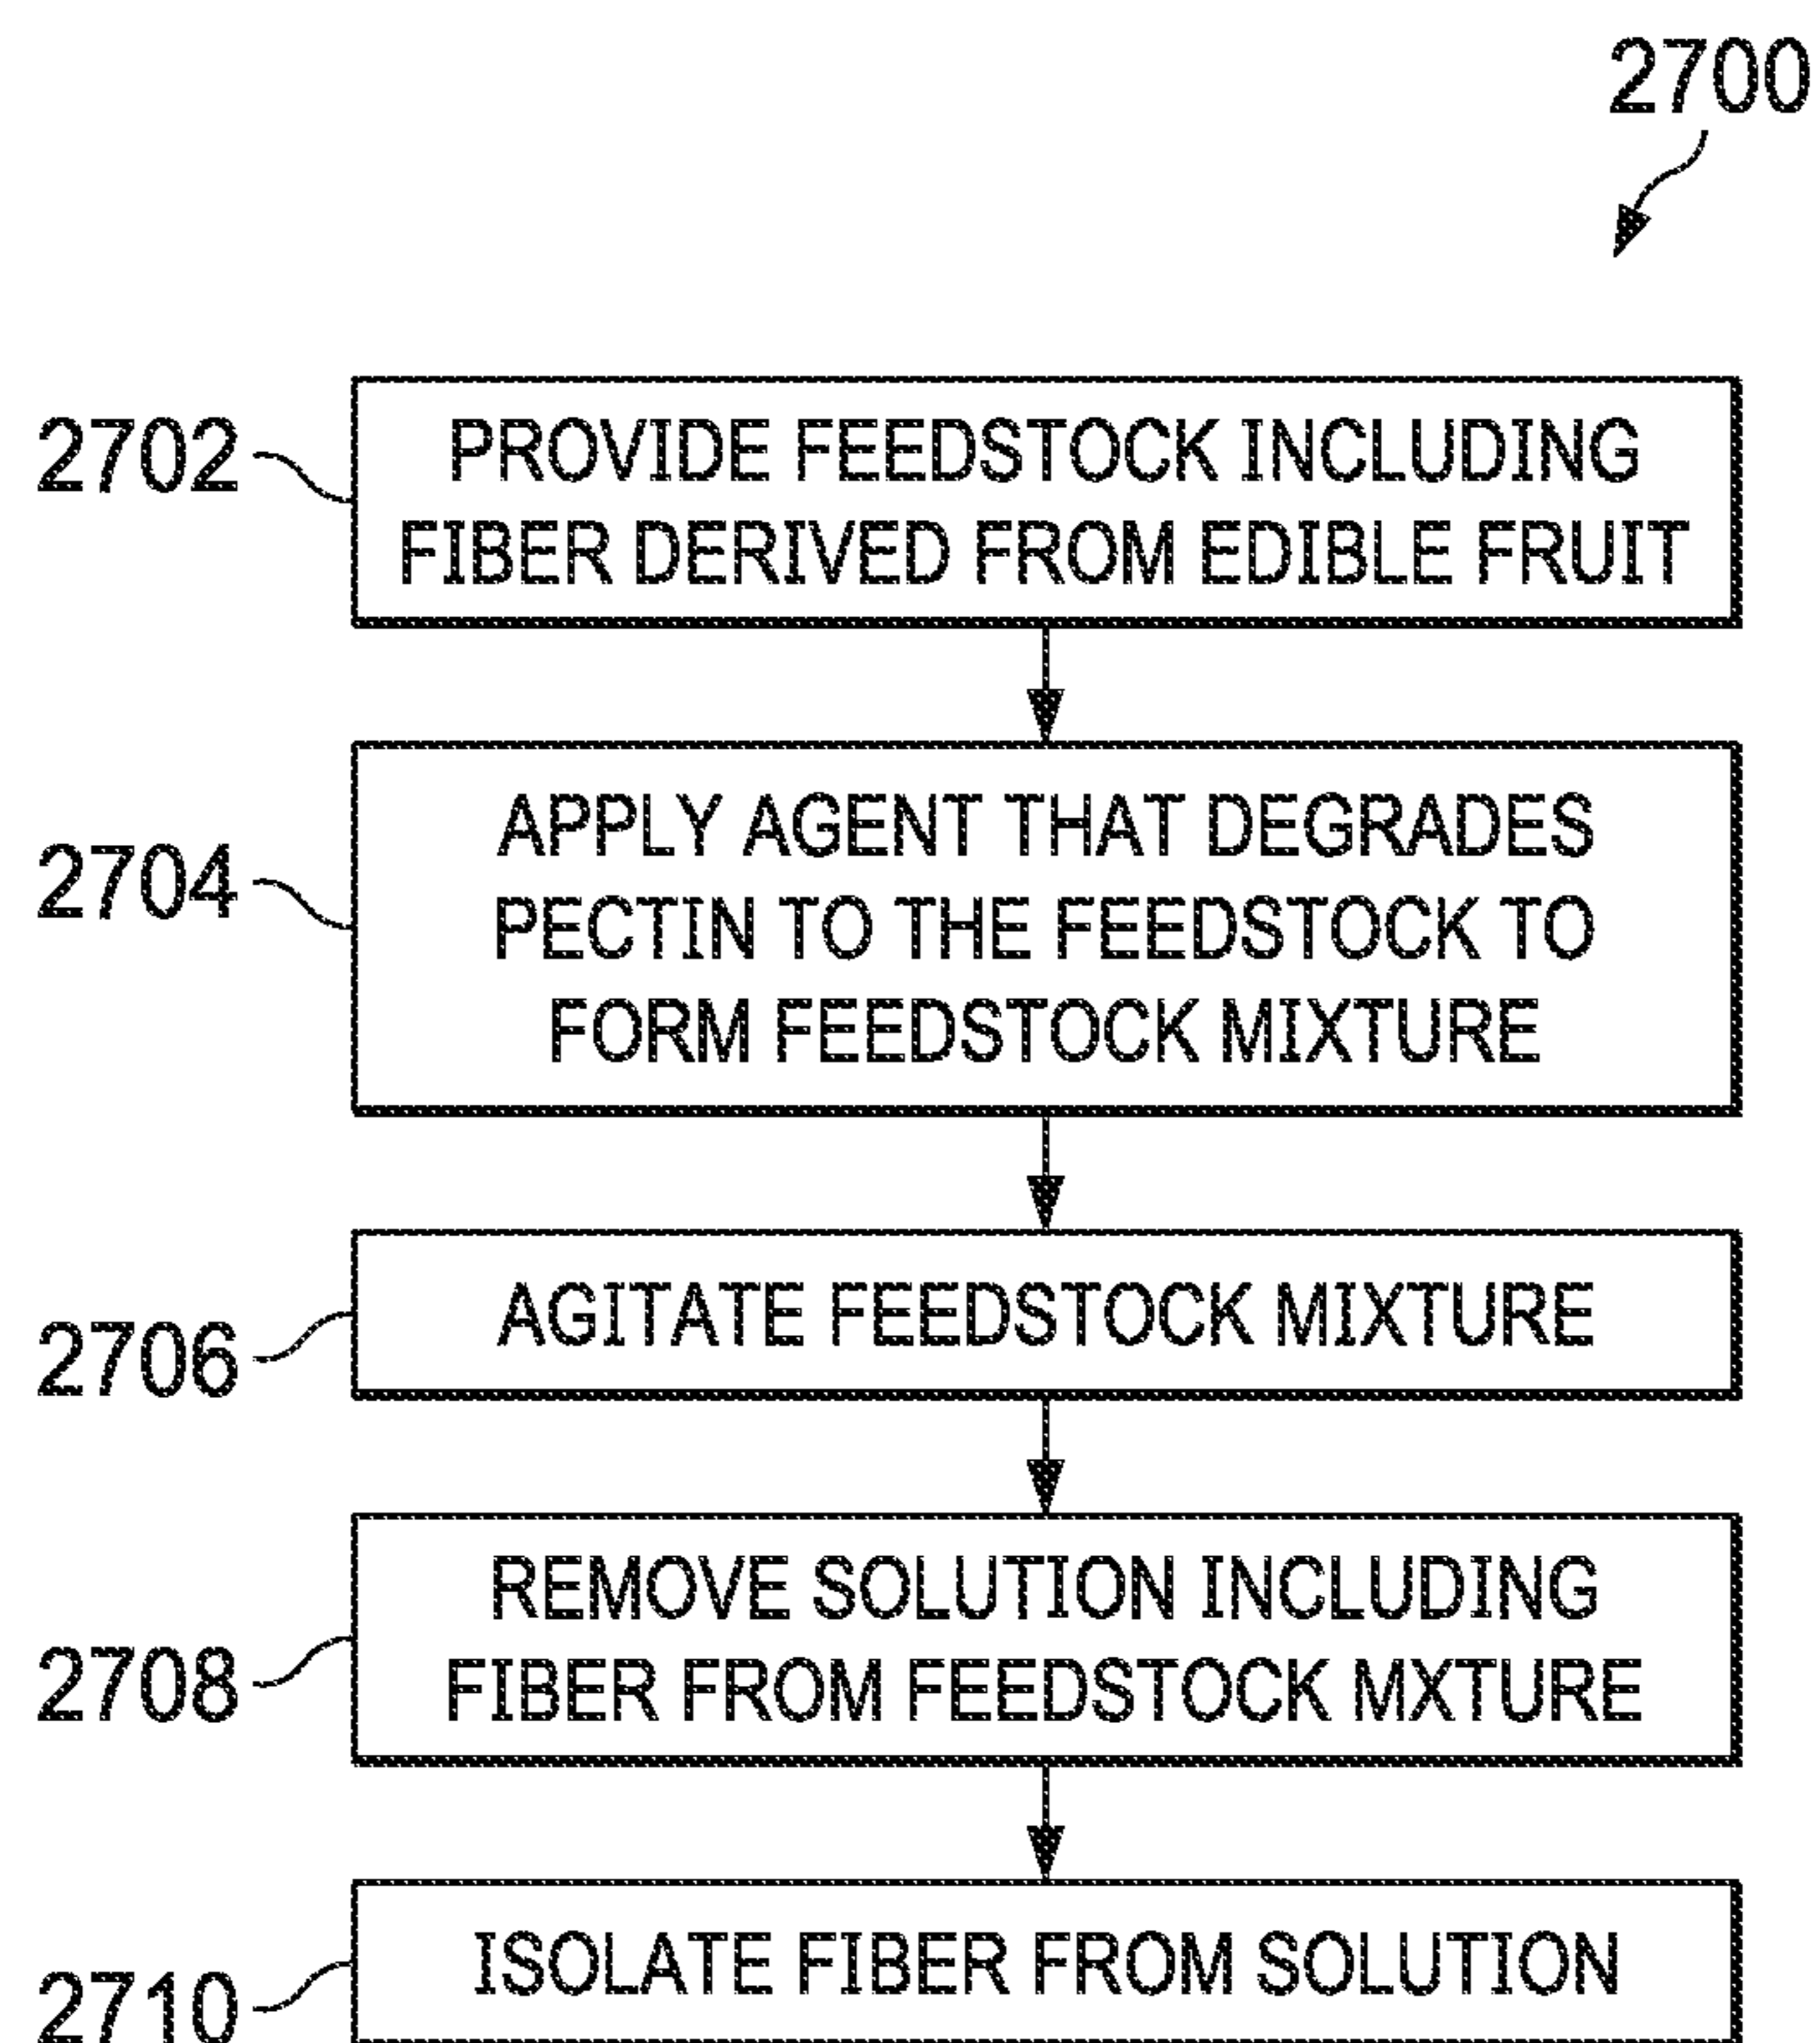 2700
2702
PROVIDE FEEDSTOCK INCLUDING
FIBER DERIVED FROM EDIBLE FRUIT
2704
APPLY AGENT THAT DEGRADES
PECTIN TO THE FEEDSTOCK TO
FORM FEEDSTOCK MIXTURE
2706
AGITATE FEEDSTOCK MIXTURE
2708
REMOVE SOLUTION INCLUDING
FIBER FROM FEEDSTOCK MXTURE
2710
ISOLATE FIBER FROM SOLUTION